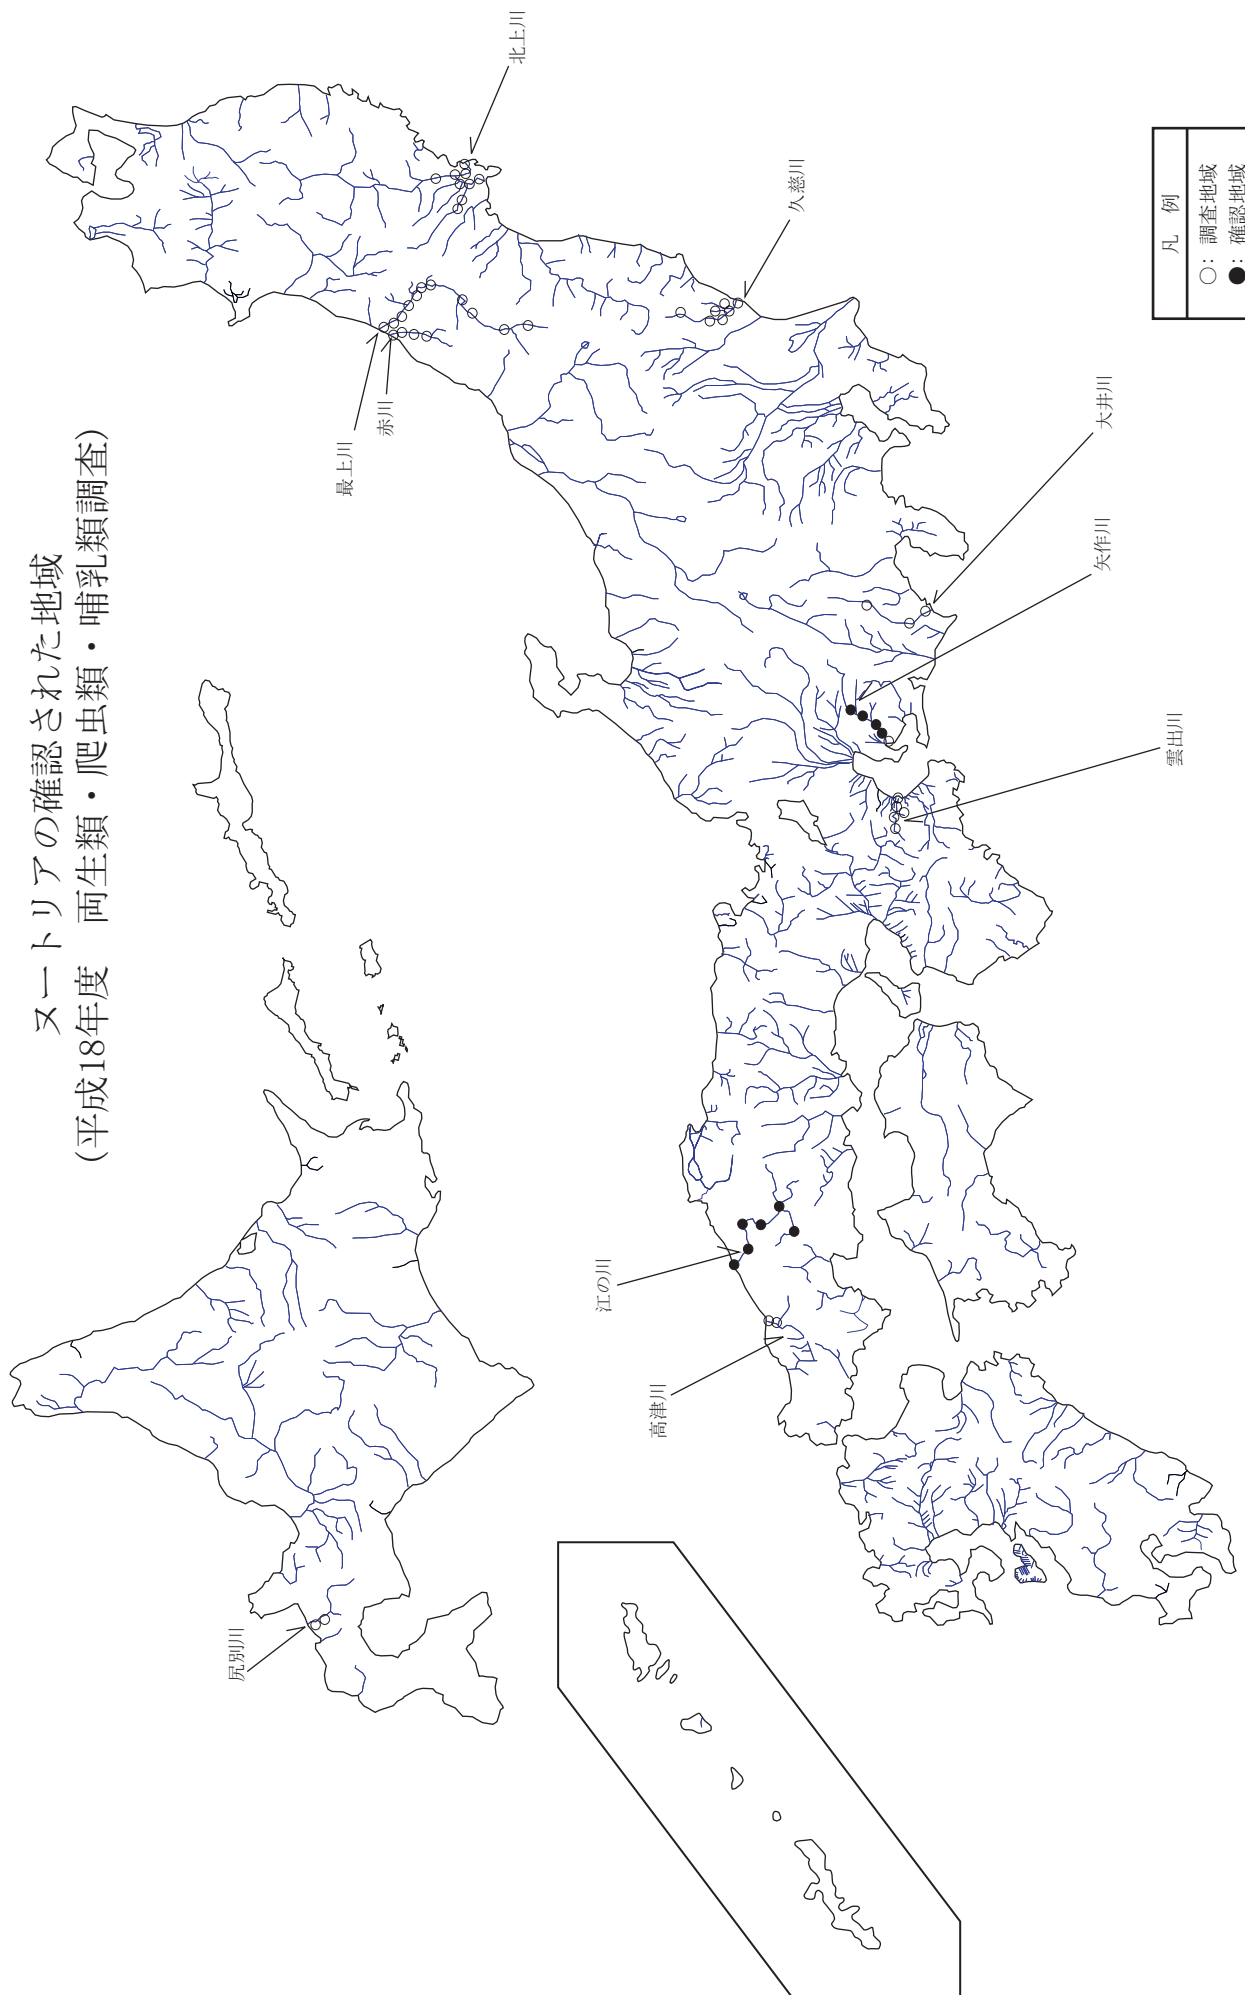 ヌートリアの確認された地域
(平成18年度　両生類・爬虫類・哺乳類調査)
尻別川
北上川
最上川
赤川
久慈川
大井川
矢作川
雲出川
江の川
高津川
凡　例
○：調査地域
●：確認地域